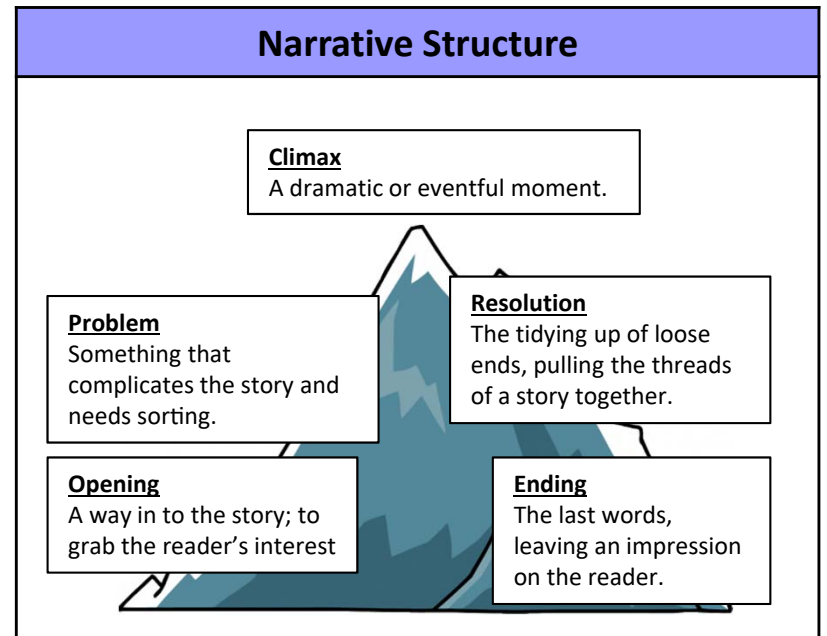 Narrative Structure
Climax
A dramatic or eventful moment.
Problem
Something that
complicates the story and
needs sorting.
Resolution
The tidying up of loose
ends, pulling the threads
of a story together.
Opening
A way in to the story; to
grab the reader’s interest
Ending
The last words,
leaving an impression
on the reader.